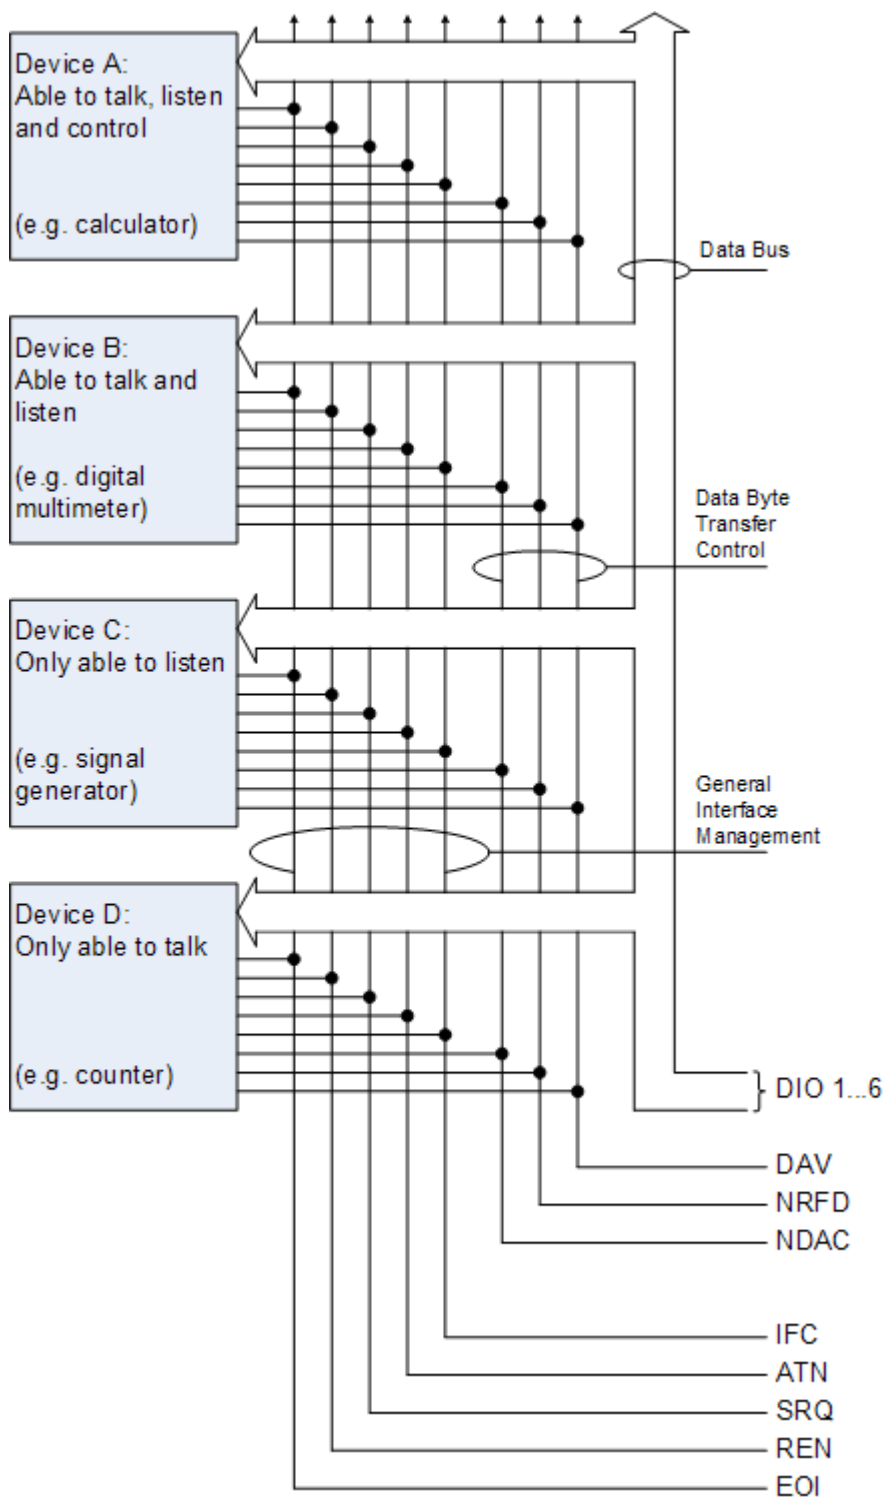 Device A:
Able to talk, listen
and control
(e.g. calculator)
Data Bus
Device B:
Able to talk and
listen
(e.g. digital
multimeter)
Data Byte
Transfer
Control
Device C:
Only able to listen
(e.g. signal
generator)
General
Interface
Management
Device D:
Only able to talk
(e.g. counter)
DIO 1...6
DAV
NRFD
NDAC
IFC
ATN
SRQ
REN
EOI